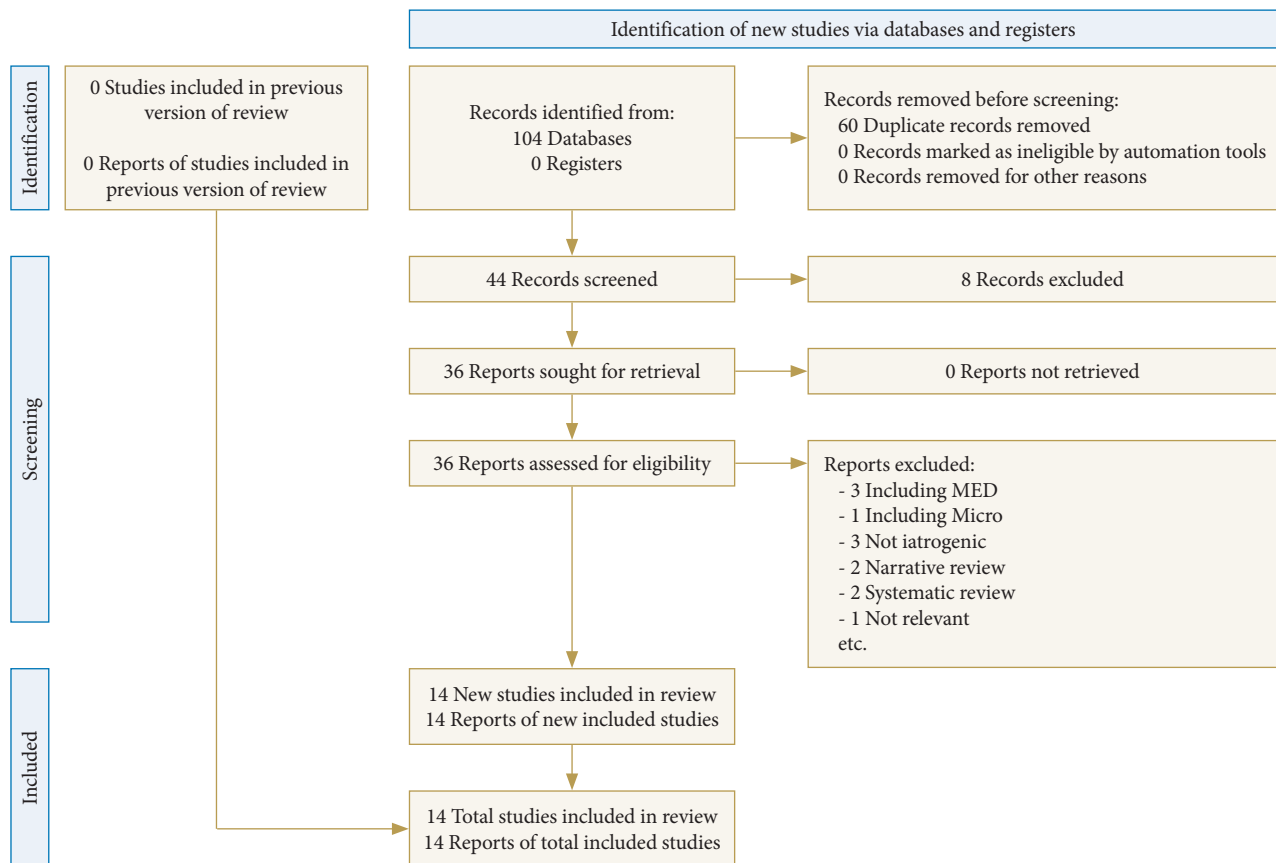 Identification of new studies via databases and registers
Identification
0 Studies included in previous
version of review
0 Reports of studies included in
previous version of review
Records identified from:
104 Databases
0 Registers
Records removed before screening:
60 Duplicate records removed
0 Records marked as ineligible by automation tools
0 Records removed for other reasons
Screening
44 Records screened
8 Records excluded
36 Reports sought for retrieval
0 Reports not retrieved
36 Reports assessed for eligibility
Reports excluded:
- 3 Including MED
- 1 Including Micro
- 3 Not iatrogenic
- 2 Narrative review
- 2 Systematic review
- 1 Not relevant
etc.
Included
14 New studies included in review
14 Reports of new included studies
14 Total studies included in review
14 Reports of total included studies